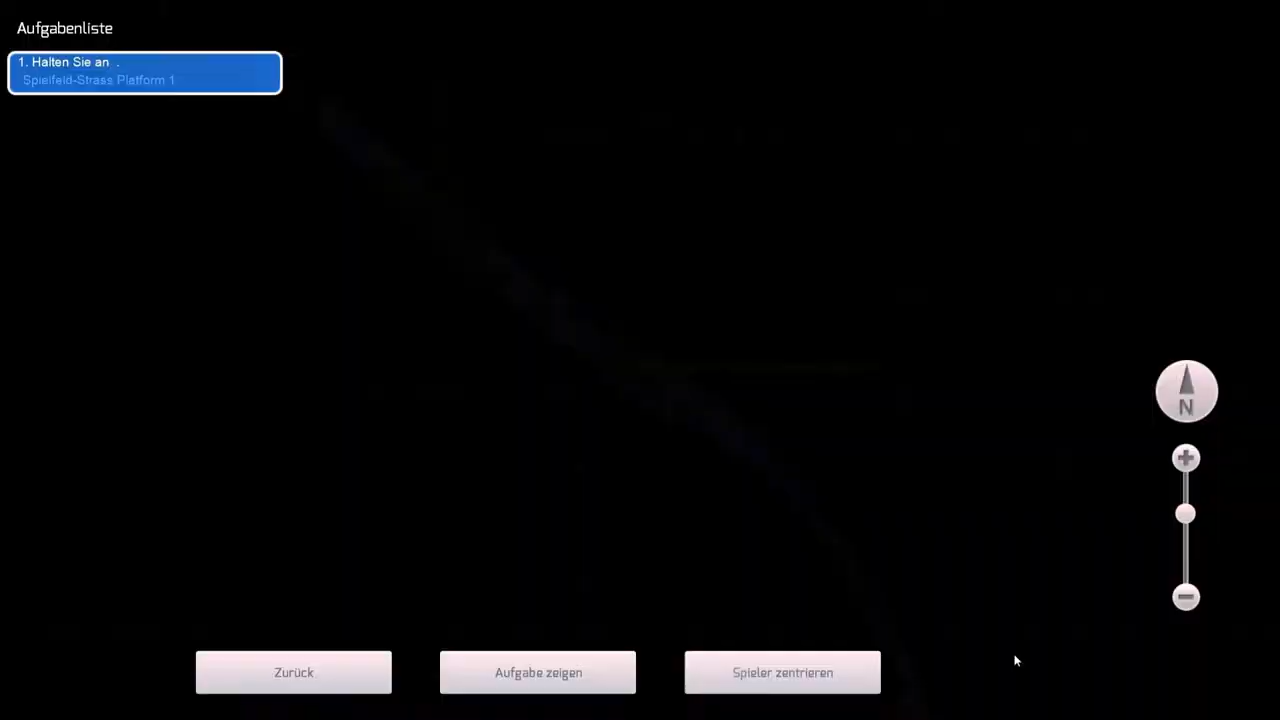 Aufgabenliste
1. Halten Sie an .
Spielfeld-Strass Platform 1
N
Zurück
Aufgabe zeigen
Spieler zentrieren